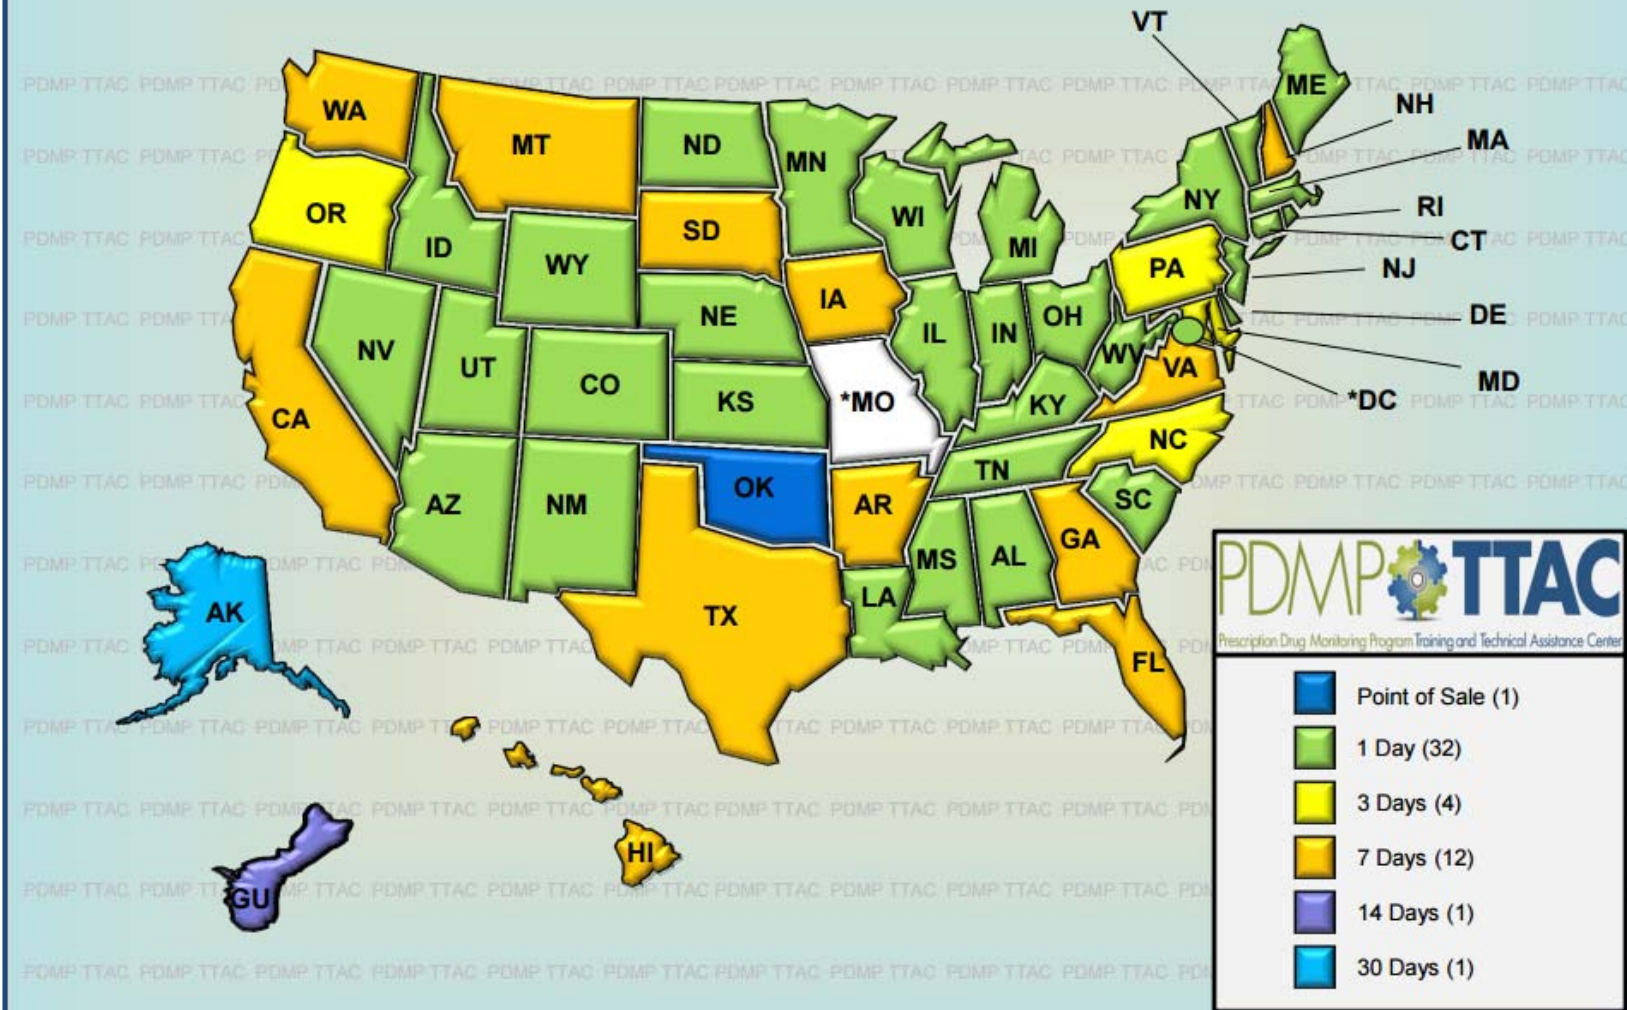 VT
ME
WA
NH
MT
ND
MA
MN
OR
NY
RI
WI
SD
CT
ID
MI
WY
PA
NJ
IA
NE
OH
DE
IL
IN
NV
WV
UT
VA
CO
MD
KS
*MO
KY
*DC
CA
NC
TN
OK
SC
AZ
NM
AR
GA
MS
AL
LA
AK
TX
FL
HI
GU
PDMP TTAC
Prescription Drug Monitoring Program Training and Technical Assistance Center
Point of Sale (1)
1 Day (32)
3 Days (4)
7 Days (12)
14 Days (1)
30 Days (1)